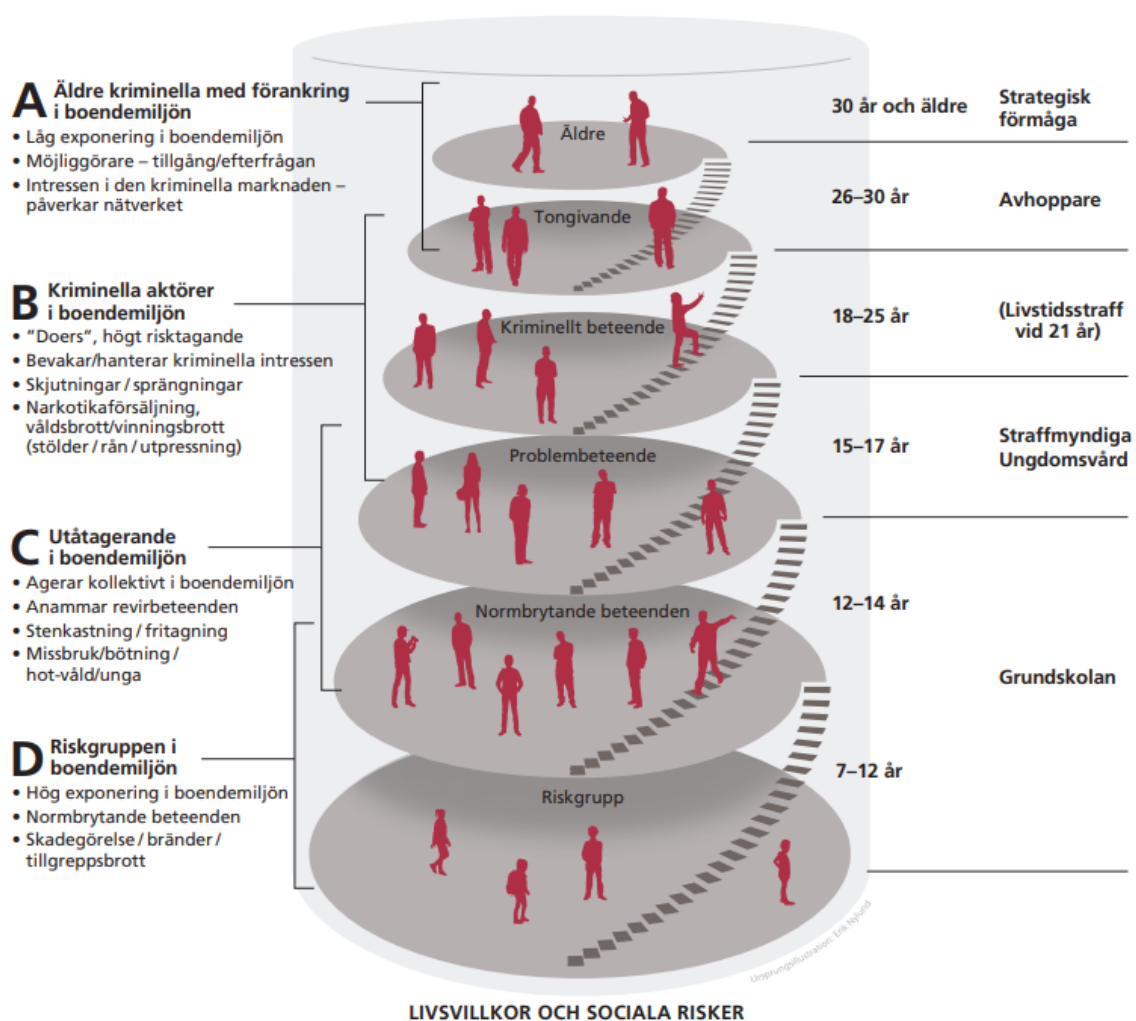 A Äldre kriminella med förankring
i boendemiljön
• Låg exponering i boendemiljön
• Möjliggörare – tillgång/efterfrågan
• Intressen i den kriminella marknaden –
påverkar nätverket
B Kriminella aktörer
i boendemiljön
• ”Doers”, högt risktagande
• Bevakar/hanterar kriminella intressen
• Skjutningar / sprängningar
• Narkotikaförsäljning,
våldsbrott/vinningsbrott
(stölder / rån / utpressning)
C Utåtagerande
i boendemiljön
• Agerar kollektivt i boendemiljön
• Anammar revirbeteenden
• Stenkastning / fritagning
• Missbruk/bötning /
hot-våld/unga
D Riskgruppen i
boendemiljön
• Hög exponering i boendemiljön
• Normbrytande beteenden
• Skadegörelse / bränder /
tillgreppsbrott
Äldre
Tongivande
Kriminellt beteende
Problembeteende
Normbrytande beteenden
Riskgrupp
30 år och äldre
Strategisk
förmåga
26–30 år
Avhoppare
18–25 år
(Livstidsstraff
vid 21 år)
15–17 år
Straffmyndiga
Ungdomsvård
12–14 år
Grundskolan
7–12 år
Ursprungsillustration: Erik Nylund
LIVSVILLKOR OCH SOCIALA RISKER